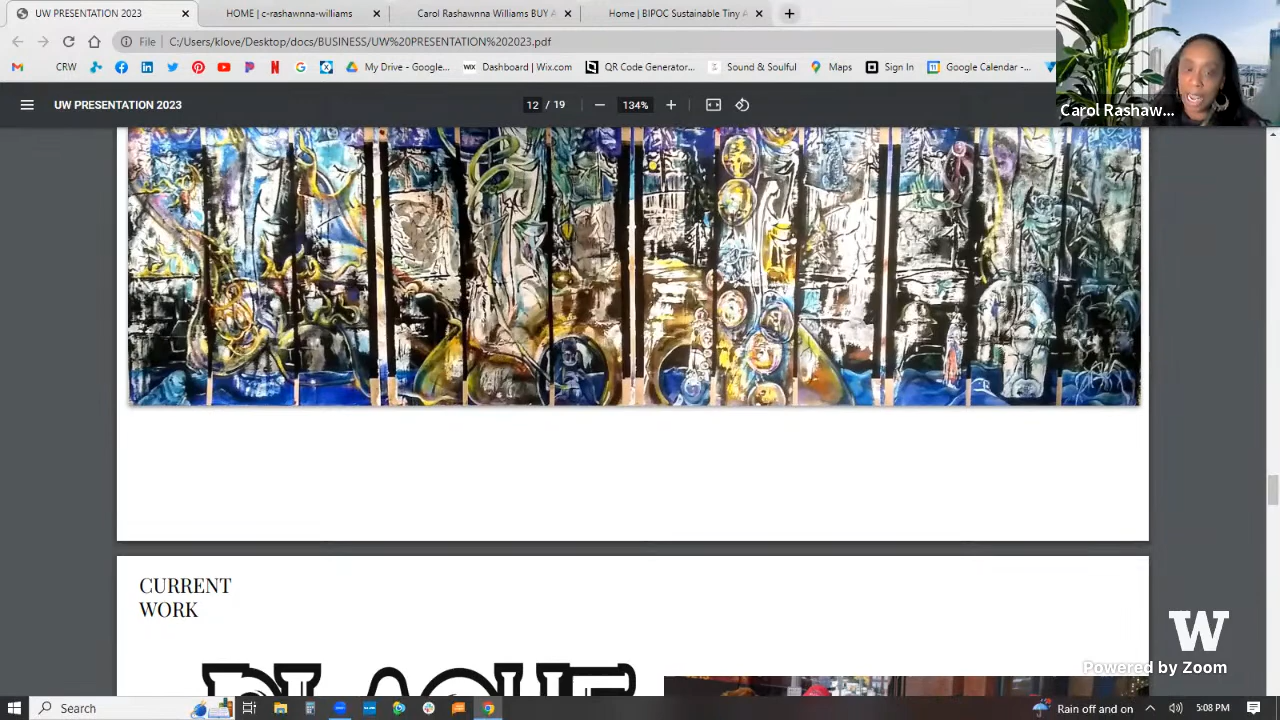 UW PRESENTATION 2023
HOME | c-rashawnna-williams
Carol Rashawnna Williams BUY A
Home | BIPOC Sustainable Tiny A
File
C:/Users/klove/Desktop/docs/BUSINESS/UW%20PRESENTATION%202023.pdf
CRW
My Drive - Google...
Dashboard | Wix.com
QR Code Generator...
Sound & Soulful
Maps
Sign In
Google Calendar -...
UW PRESENTATION 2023
12 / 19
134%
Carol Rashaw...
CURRENT
WORK
W
Powered by Zoom
Search
Rain off and on
5:08 PM